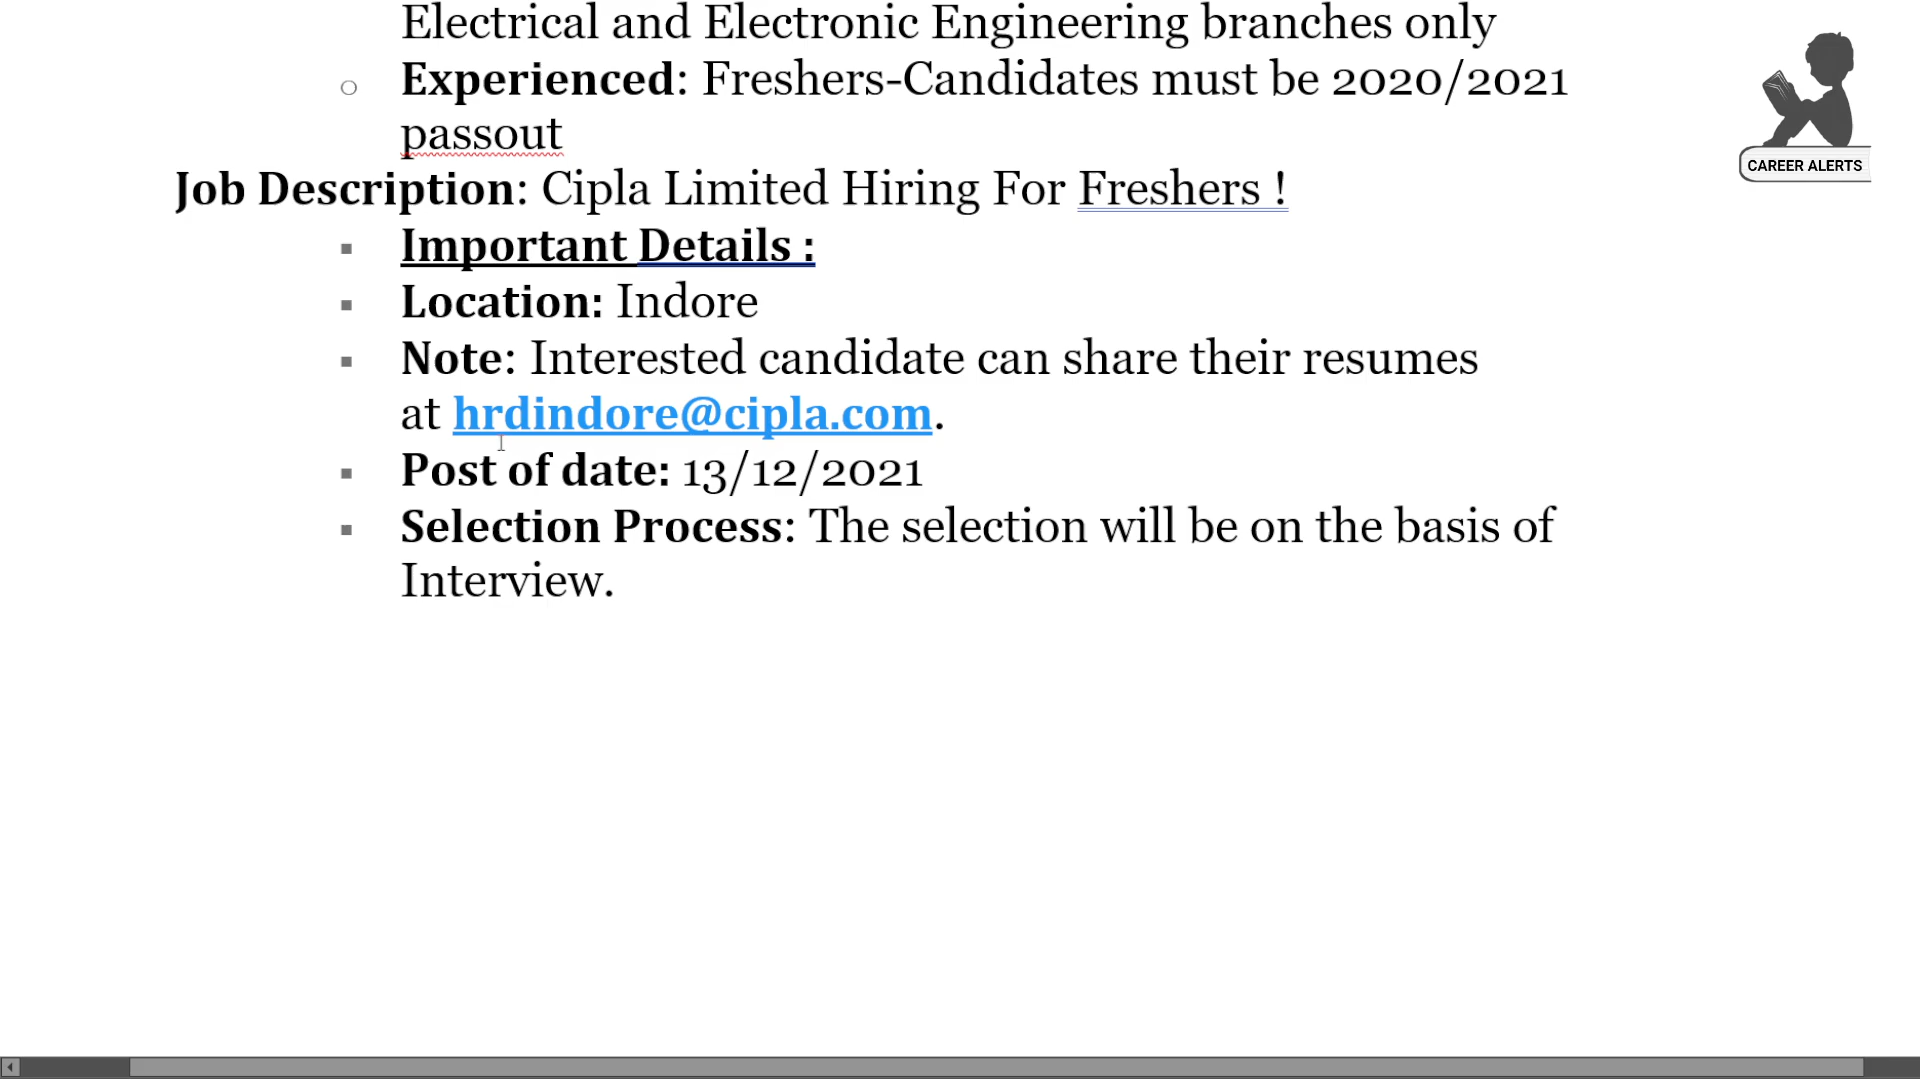 Electrical and Electronic Engineering branches only
Experienced: Freshers-Candidates must be 2020/2021
passout
CAREER ALERTS
Job Description: Cipla Limited Hiring For Freshers !
Important Details :
Location: Indore
Note: Interested candidate can share their resumes
at hrdindore@cipla.com.
Post of date: 13/12/2021
Selection Process: The selection will be on the basis of
Interview.